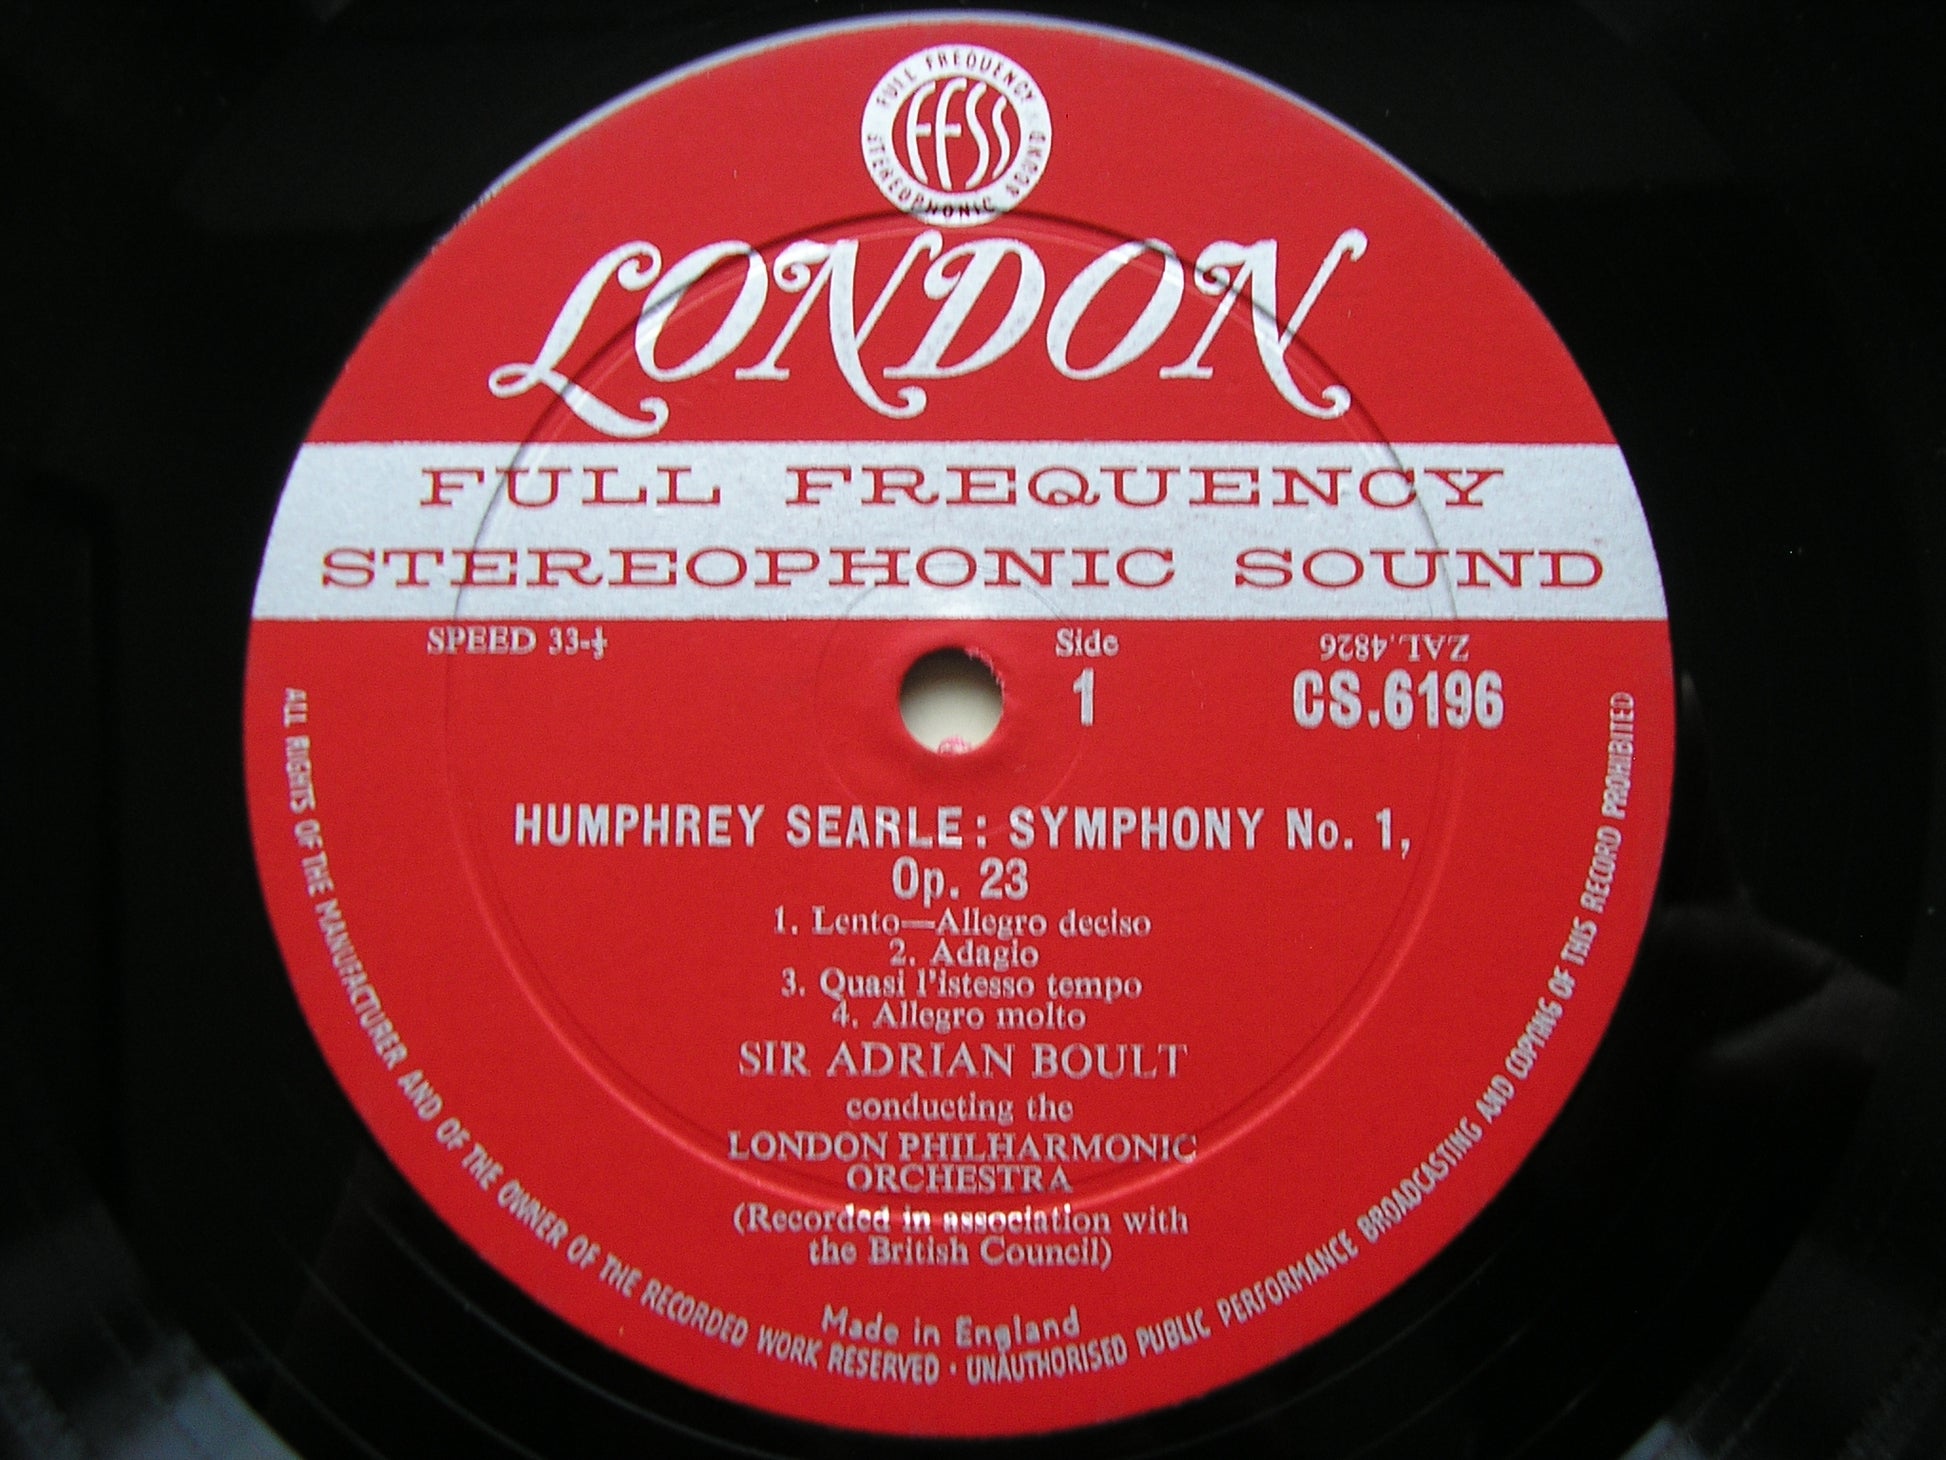 FULL FREQUENCY
FFSS
STEREOPHONIC SOUND
LONDON
FULL FREQUENCY
STEREOPHONIC SOUND
SPEED 33-⅓
Side
1
ZAL.4826
CS.6196
HUMPHREY SEARLE: SYMPHONY No. 1,
Op. 23
1. Lento—Allegro deciso
2. Adagio
3. Quasi l'istesso tempo
4. Allegro molto
SIR ADRIAN BOULT
conducting the
LONDON PHILHARMONIC
ORCHESTRA
(Recorded in association with
the British Council)
Made in England
ALL RIGHTS OF THE MANUFACTURER AND OF THE OWNER OF THE RECORDED WORK RESERVED · UNAUTHORISED PUBLIC PERFORMANCE BROADCASTING AND COPYING OF THIS RECORD PROHIBITED